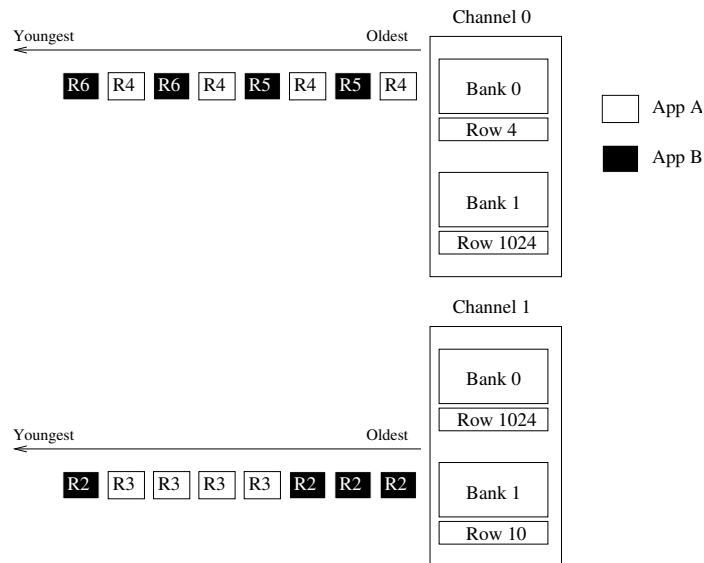 Channel 0
Youngest Oldest
R6 R4 R6 R4 R5 R4 R5 R4
Bank 0
Row 4
App A
App B
Bank 1
Row 1024
Channel 1
Bank 0
Row 1024
Youngest Oldest
R2 R3 R3 R3 R3 R2 R2 R2
Bank 1
Row 10